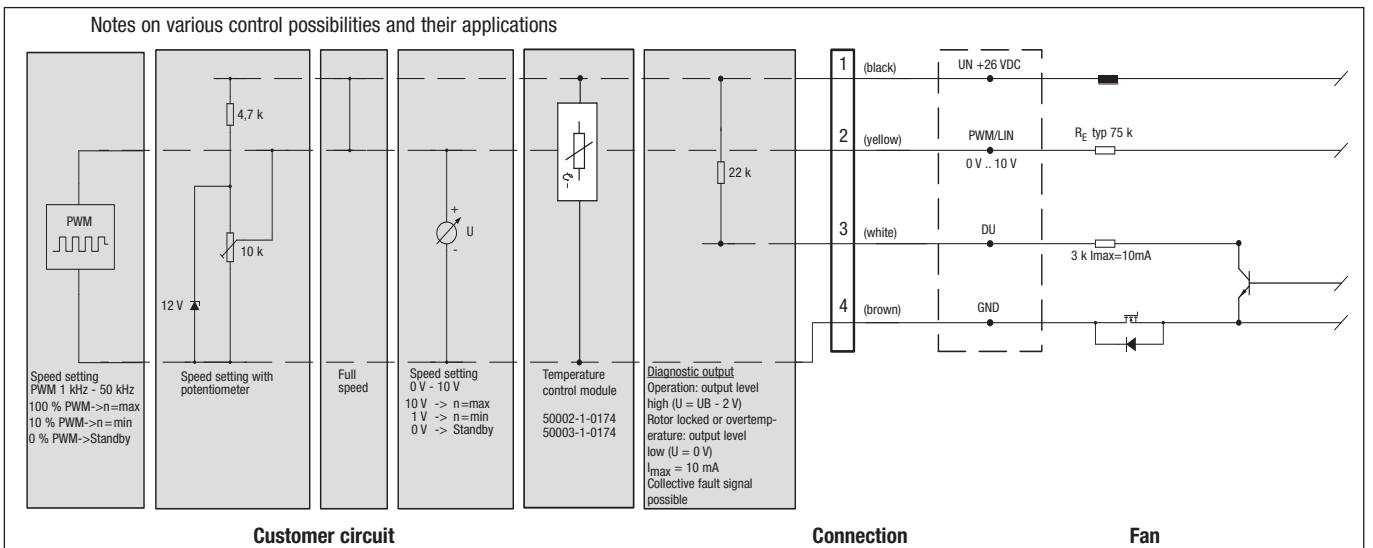 Notes on various control possibilities and their applications
PWM
Speed setting
PWM 1 kHz - 50 kHz
100 % PWM->n=max
10 % PWM->n=min
0 % PWM->Standby
4,7 k
10 k
12 V
Speed setting with
potentiometer
Full
speed
+
U
-
Speed setting
0 V - 10 V
10 V -> n=max
1 V -> n=min
0 V -> Standby
Temperature
control module
50002-1-0174
50003-1-0174
22 k
Diagnostic output
Operation: output level
high (U = UB - 2 V)
Rotor locked or overtemp-
erature: output level
low (U = 0 V)
Imax = 10 mA
Collective fault signal
possible
1 (black)
2 (yellow)
3 (white)
4 (brown)
UN +26 VDC
PWM/LIN
0 V .. 10 V
DU
GND
RE typ 75 k
3 k Imax=10mA
Customer circuit
Connection
Fan